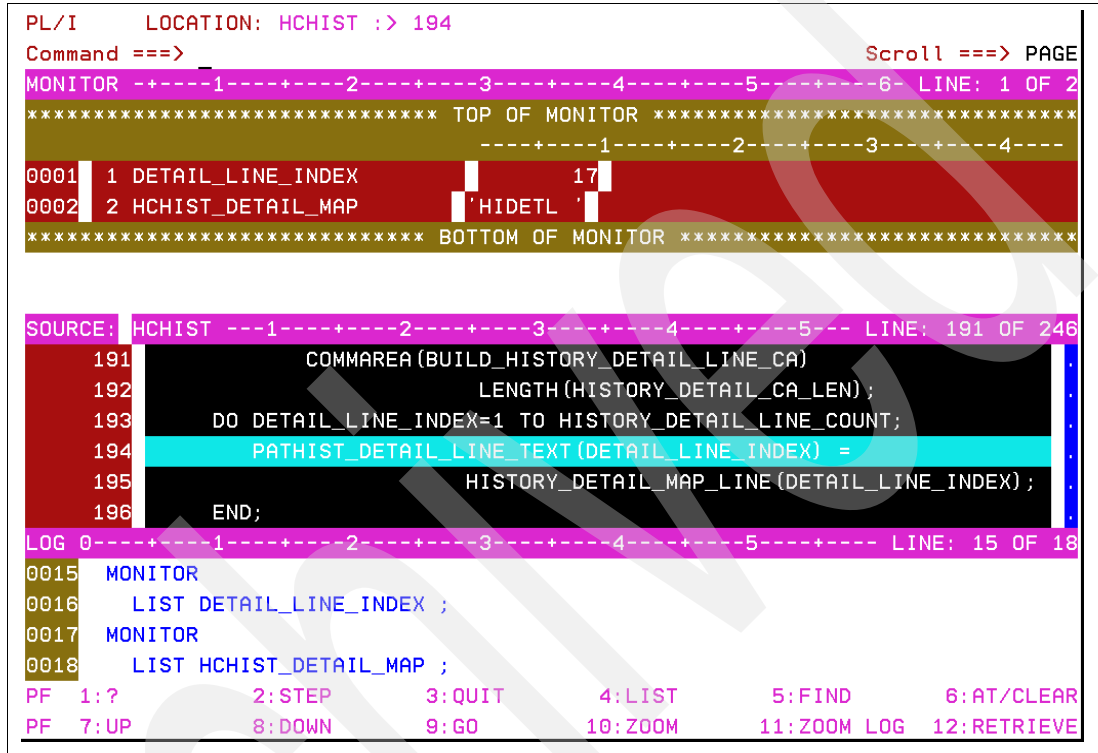 PL/I     LOCATION: HCHIST :> 194
Command ===> _                                                  Scroll ===> PAGE
MONITOR -+----1----+----2----+----3----+----4----+----5----+----6- LINE: 1 OF 2
******************************* TOP OF MONITOR ********************************
                                  ----+----1----+----2----+----3----+----4----
0001  1 DETAIL_LINE_INDEX                17
0002  2 HCHIST_DETAIL_MAP        'HIDETL '
****************************** BOTTOM OF MONITOR ******************************
SOURCE: HCHIST ---1----+----2----+----3----+----4----+----5--- LINE: 191 OF 246
     191             COMMAREA(BUILD_HISTORY_DETAIL_LINE_CA)                   .
     192                          LENGTH(HISTORY_DETAIL_CA_LEN);              .
     193      DO DETAIL_LINE_INDEX=1 TO HISTORY_DETAIL_LINE_COUNT;            .
     194         PATHIST_DETAIL_LINE_TEXT(DETAIL_LINE_INDEX) =                .
     195                         HISTORY_DETAIL_MAP_LINE(DETAIL_LINE_INDEX);  .
     196      END;                                                            .
LOG 0----+----1----+----2----+----3----+----4----+----5----+---- LINE: 15 OF 18
0015  MONITOR
0016    LIST DETAIL_LINE_INDEX ;
0017  MONITOR
0018    LIST HCHIST_DETAIL_MAP ;
PF  1:?          2:STEP       3:QUIT       4:LIST       5:FIND       6:AT/CLEAR
PF  7:UP         8:DOWN       9:GO        10:ZOOM      11:ZOOM LOG  12:RETRIEVE